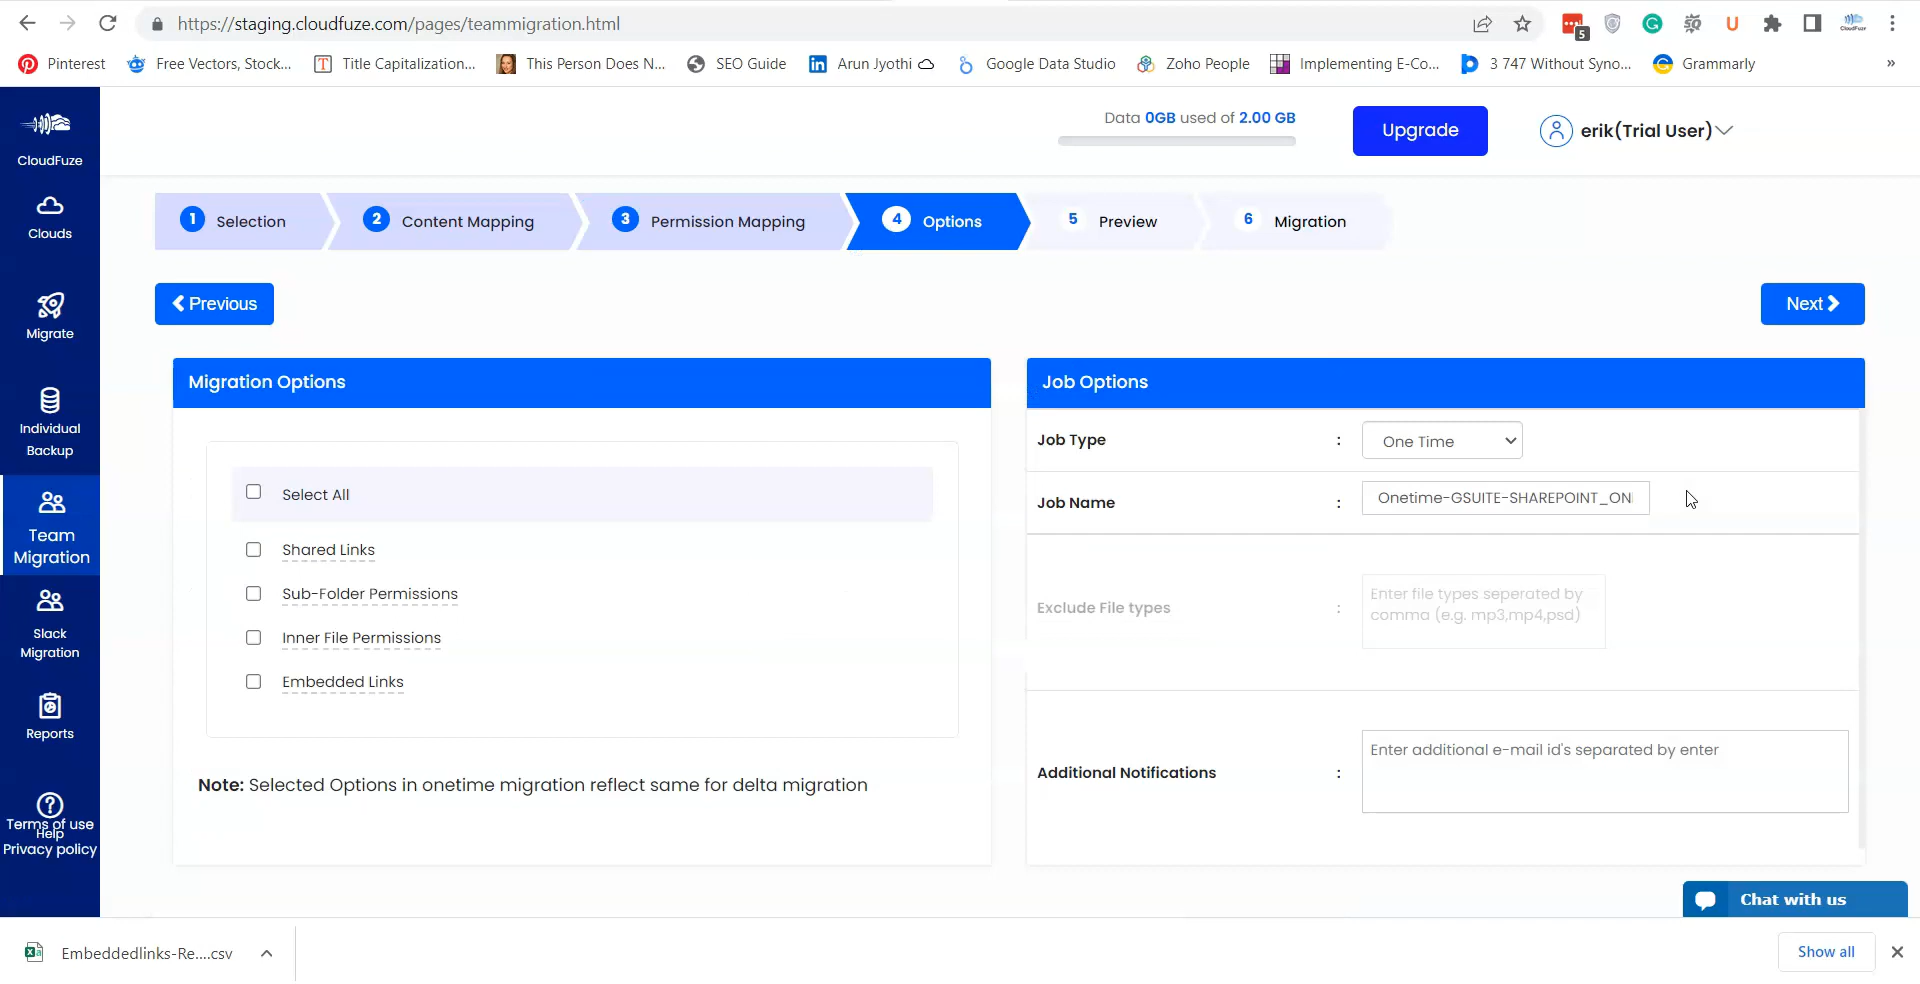 https://staging.cloudfuze.com/pages/teammigration.html
5
CloudFuze
Pinterest
Free Vectors, Stock...
Title Capitalization...
This Person Does N...
SEO Guide
Arun Jyothi
Google Data Studio
Zoho People
Implementing E-Co...
3 747 Without Syno...
Grammarly
»
CloudFuze
Clouds
Migrate
Individual
Backup
Team
Migration
Slack
Migration
Reports
Terms of use
Help
Privacy policy
Data 0GB used of 2.00 GB
Upgrade
erik(Trial User)
1 Selection
2 Content Mapping
3 Permission Mapping
4 Options
5 Preview
6 Migration
Previous
Next
Migration Options
Select All
Shared Links
Sub-Folder Permissions
Inner File Permissions
Embedded Links
Note: Selected Options in onetime migration reflect same for delta migration
Job Options
Job Type : One Time
Job Name : Onetime-GSUITE-SHAREPOINT_ON
Exclude File types : Enter file types seperated by
comma (e.g. mp3,mp4,psd)
Additional Notifications : Enter additional e-mail id's separated by enter
Chat with us
Embeddedlinks-Re....csv
Show all